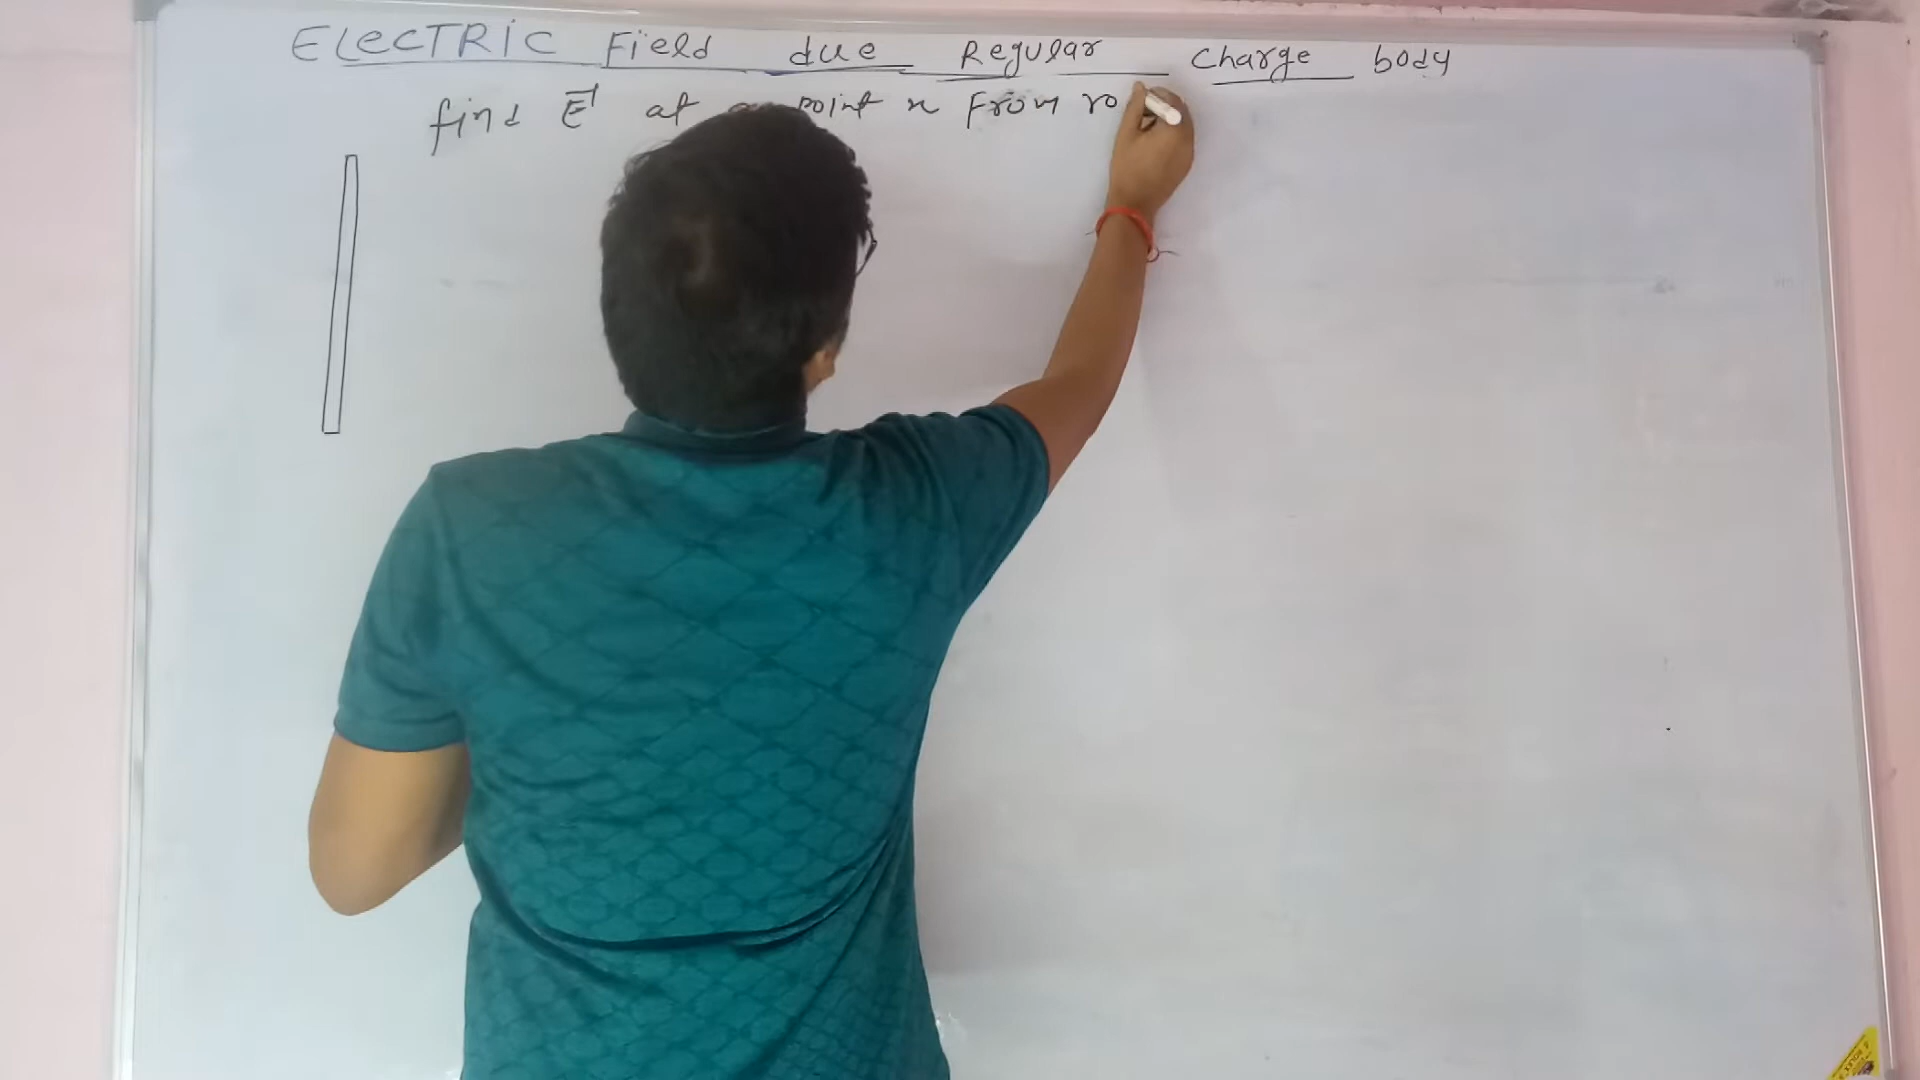 ELeCTRIC Field due Regular Charge body
find E⃗ at point x From ro